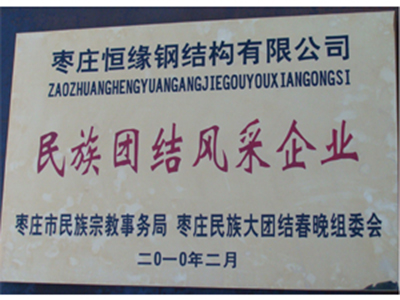 枣庄恒缘钢结构有限公司
ZAOZHUANGHENGYUANGANGJIEGOUYOUXIANGONGSI
民族团结风采企业
枣庄市民族宗教事务局 枣庄民族大团结春晚组委会
二〇一〇年二月